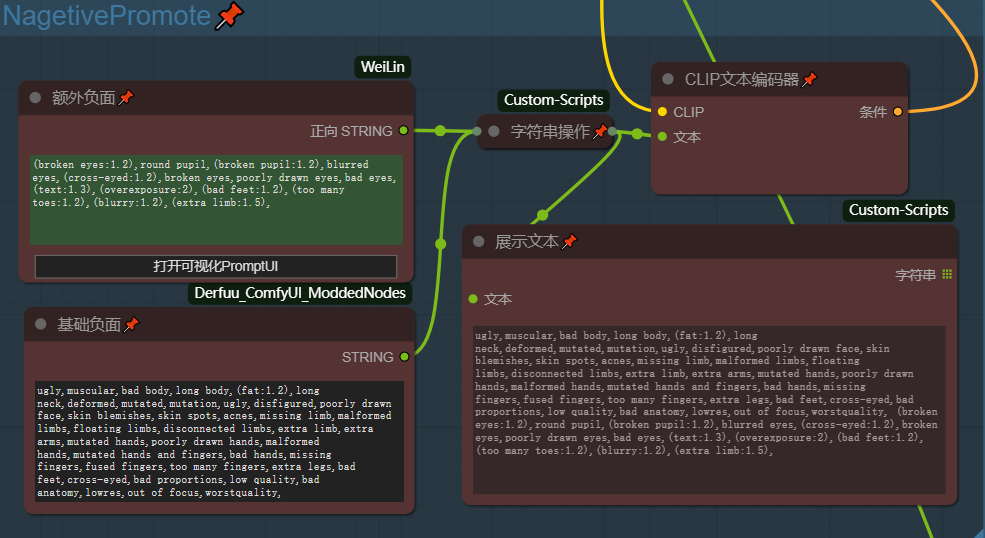 NagetivePromote
WeiLin
额外负面
正向 STRING
(broken eyes:1.2),round pupil,(broken pupil:1.2),blurred
eyes,(cross-eyed:1.2),broken eyes,poorly drawn eyes,bad eyes,
(text:1.3),(overexposure:2),(bad feet:1.2),(too many
toes:1.2),(blurry:1.2),(extra limb:1.5),
打开可视化PromptUI
Custom-Scripts
字符串操作
CLIP文本编码器
CLIP
条件
文本
Derfuu_ComfyUI_ModdedNodes
基础负面
STRING
ugly,muscular,bad body,long body,(fat:1.2),long
neck,deformed,mutated,mutation,ugly,disfigured,poorly drawn
face,skin blemishes,skin spots,acnes,missing limb,malformed
limbs,floating limbs,disconnected limbs,extra limb,extra
arms,mutated hands,poorly drawn hands,malformed
hands,mutated hands and fingers,bad hands,missing
fingers,fused fingers,too many fingers,extra legs,bad
feet,cross-eyed,bad proportions,low quality,bad
anatomy,lowres,out of focus,worstquality,
Custom-Scripts
展示文本
字符串
文本
ugly,muscular,bad body,long body,(fat:1.2),long
neck,deformed,mutated,mutation,ugly,disfigured,poorly drawn face,skin
blemishes,skin spots,acnes,missing limb,malformed limbs,floating
limbs,disconnected limbs,extra limb,extra arms,mutated hands,poorly drawn
hands,malformed hands,mutated hands and fingers,bad hands,missing
fingers,fused fingers,too many fingers,extra legs,bad feet,cross-eyed,bad
proportions,low quality,bad anatomy,lowres,out of focus,worstquality, (broken
eyes:1.2),round pupil,(broken pupil:1.2),blurred eyes,(cross-eyed:1.2),broken
eyes,poorly drawn eyes,bad eyes,(text:1.3),(overexposure:2),(bad feet:1.2),
(too many toes:1.2),(blurry:1.2),(extra limb:1.5),